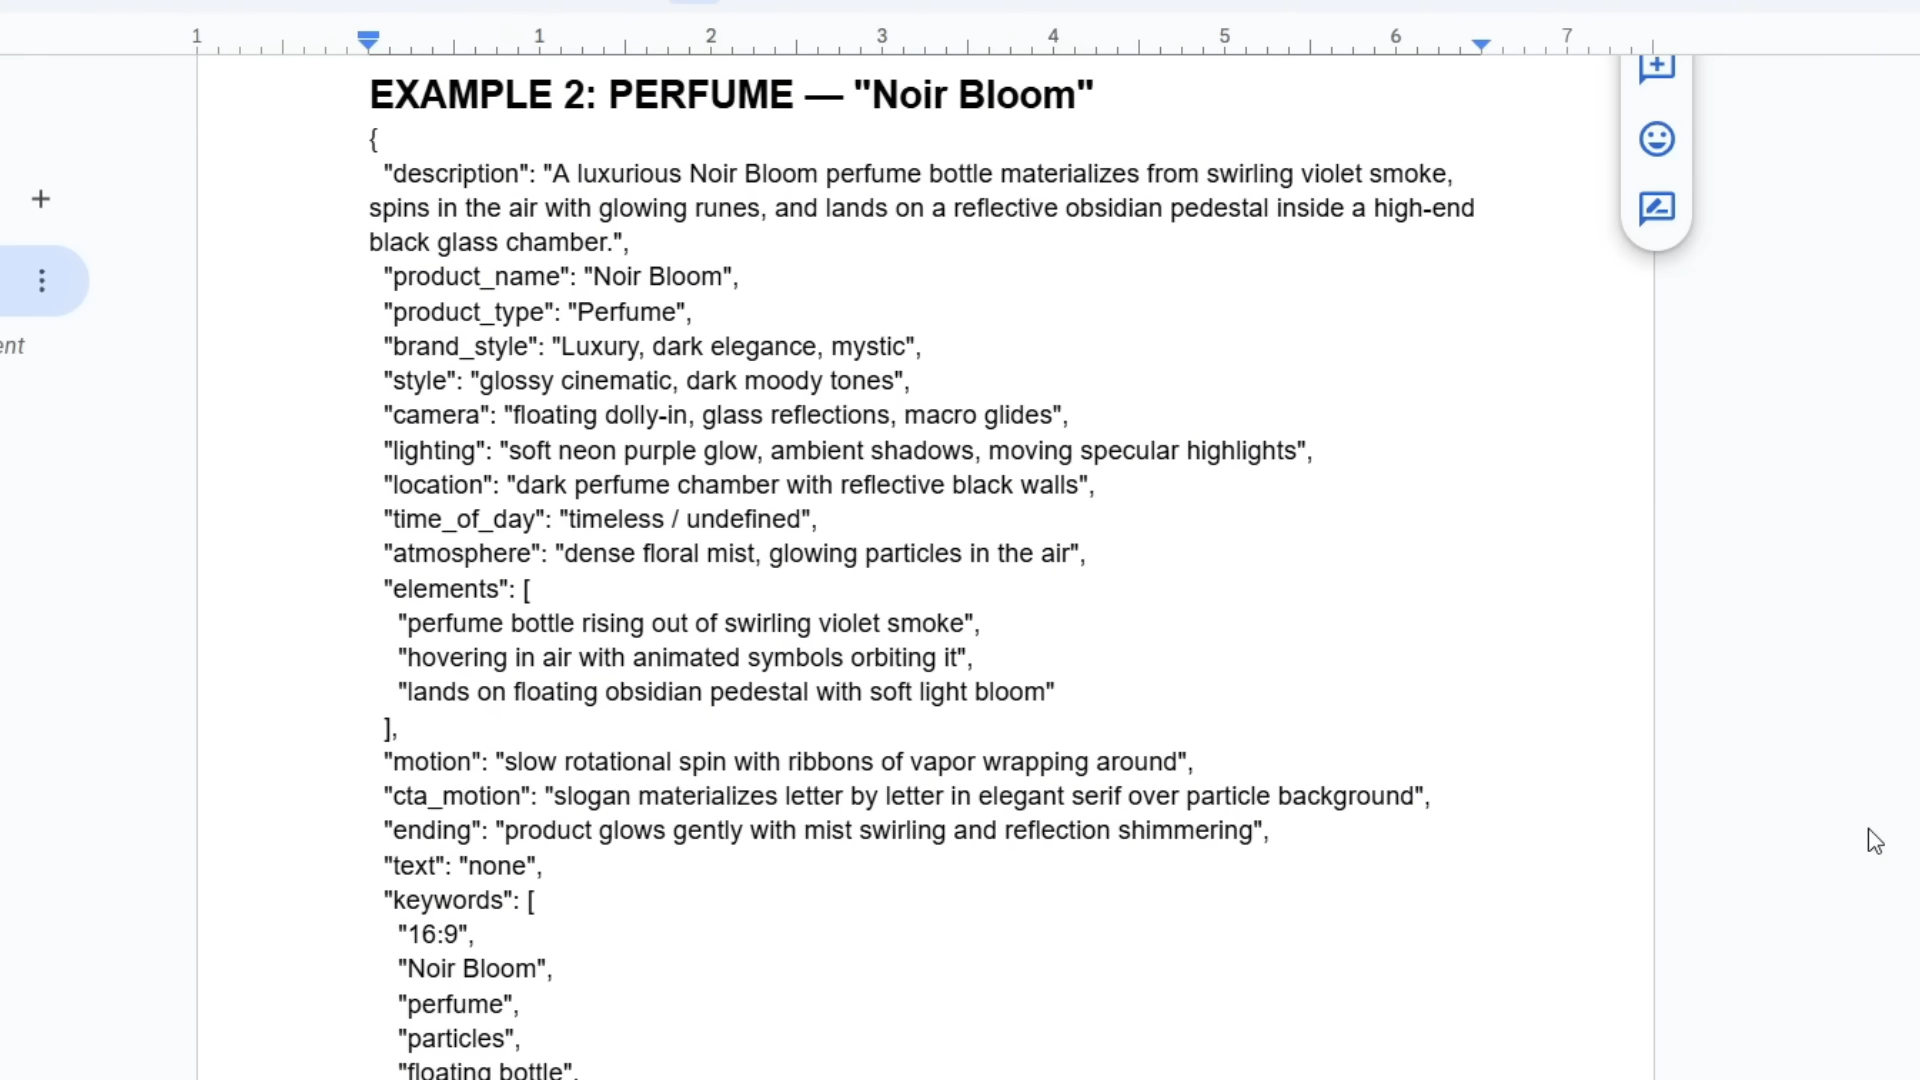 1 1 2 3 4 5 6 7
EXAMPLE 2: PERFUME — "Noir Bloom"
{
"description": "A luxurious Noir Bloom perfume bottle materializes from swirling violet smoke,
spins in the air with glowing runes, and lands on a reflective obsidian pedestal inside a high-end
black glass chamber.",
"product_name": "Noir Bloom",
"product_type": "Perfume",
"brand_style": "Luxury, dark elegance, mystic",
ent
"style": "glossy cinematic, dark moody tones",
"camera": "floating dolly-in, glass reflections, macro glides",
"lighting": "soft neon purple glow, ambient shadows, moving specular highlights",
"location": "dark perfume chamber with reflective black walls",
"time_of_day": "timeless / undefined",
"atmosphere": "dense floral mist, glowing particles in the air",
"elements": [
"perfume bottle rising out of swirling violet smoke",
"hovering in air with animated symbols orbiting it",
"lands on floating obsidian pedestal with soft light bloom"
],
"motion": "slow rotational spin with ribbons of vapor wrapping around",
"cta_motion": "slogan materializes letter by letter in elegant serif over particle background",
"ending": "product glows gently with mist swirling and reflection shimmering",
"text": "none",
"keywords": [
"16:9",
"Noir Bloom",
"perfume",
"particles",
"floating bottle",